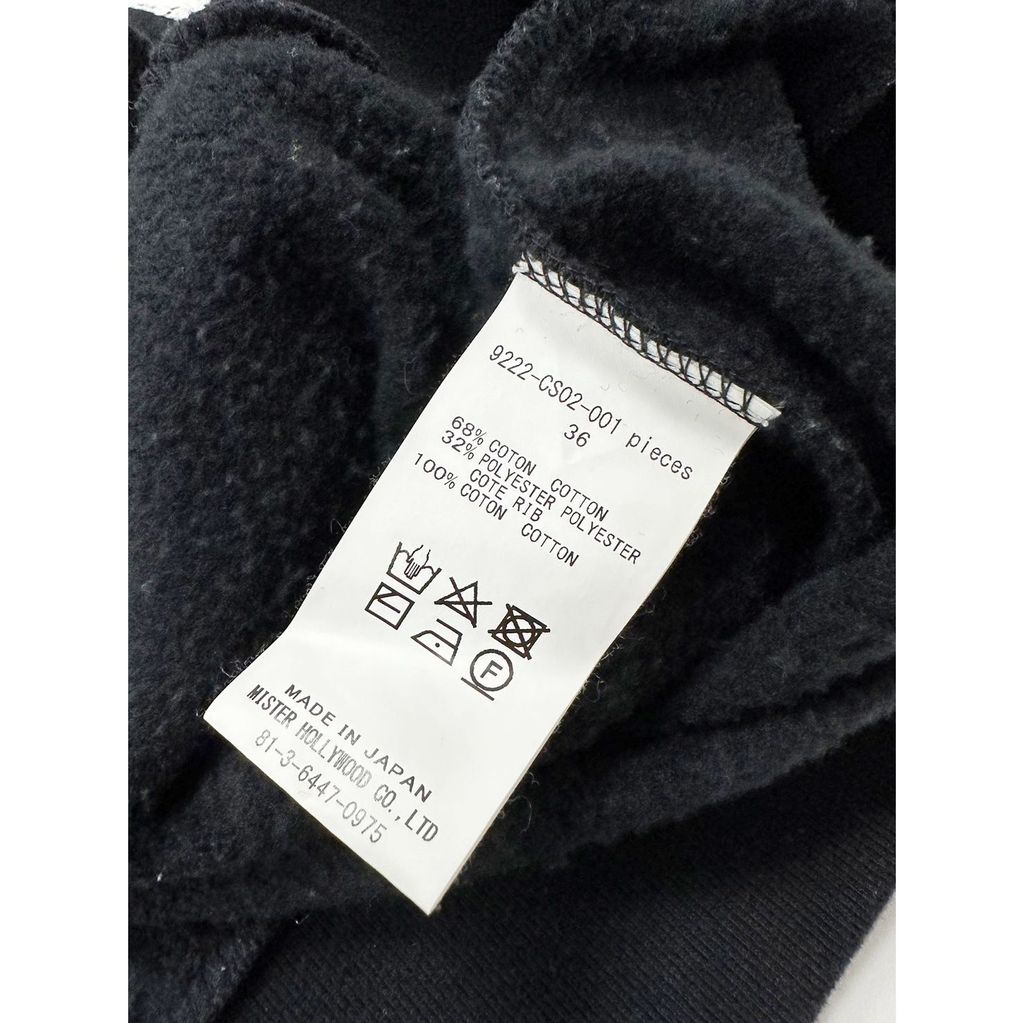 9222-CS02-001 pieces
36
68% COTON COTTON
32% POLYESTER POLYESTER
COTE RIB
100% COTON COTTON
F
MADE IN JAPAN
MISTER HOLLYWOOD CO.,LTD
81-3-6447-0975